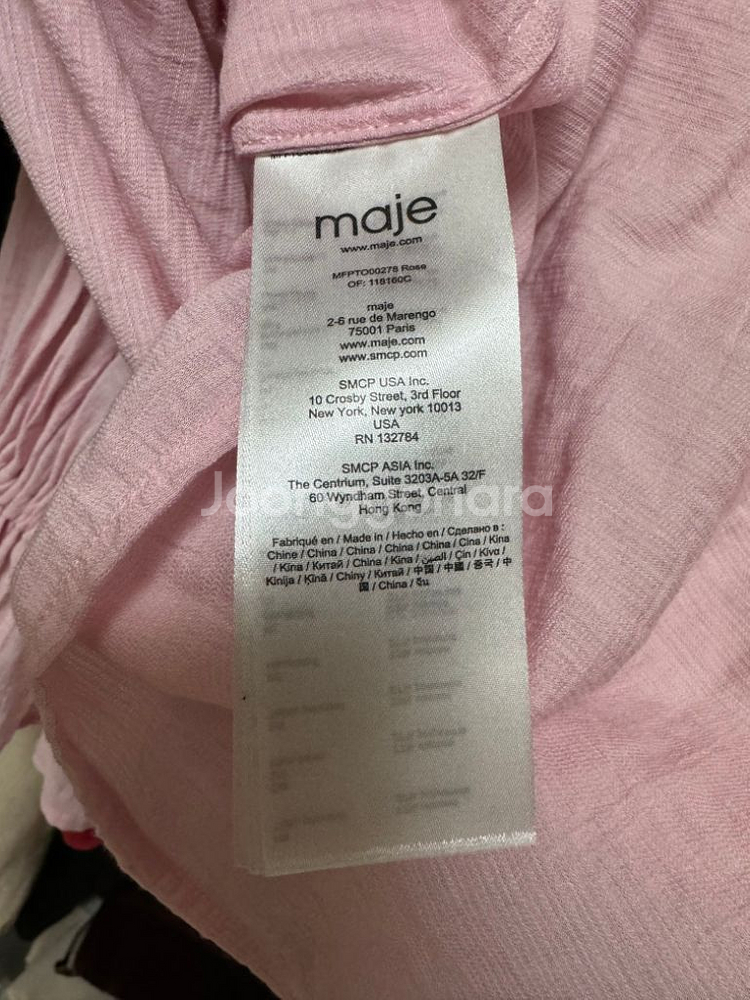 maje
www.maje.com
MFPTO00278 Rose
OF: 118160C
maje
2-6 rue de Marengo
75001 Paris
www.maje.com
www.smcp.com
SMCP USA Inc.
10 Crosby Street, 3rd Floor
New York, New york 10013
USA
RN 132784
SMCP ASIA Inc.
The Centrium, Suite 3203A-5A 32/F
60 Wyndham Street, Central
Hong Kong
Joonggonara
Fabriqué en / Made in / Hecho en / Сделано в :
Chine / China / China / China / China / Cina / Kina
/ Kina / Китай / China / Kina / الصين / Çin / Kiva /
Kinija / Ķīnā / Chiny / Китай / 中国 / 中國 / 중국 / 中
国 / China / จีน